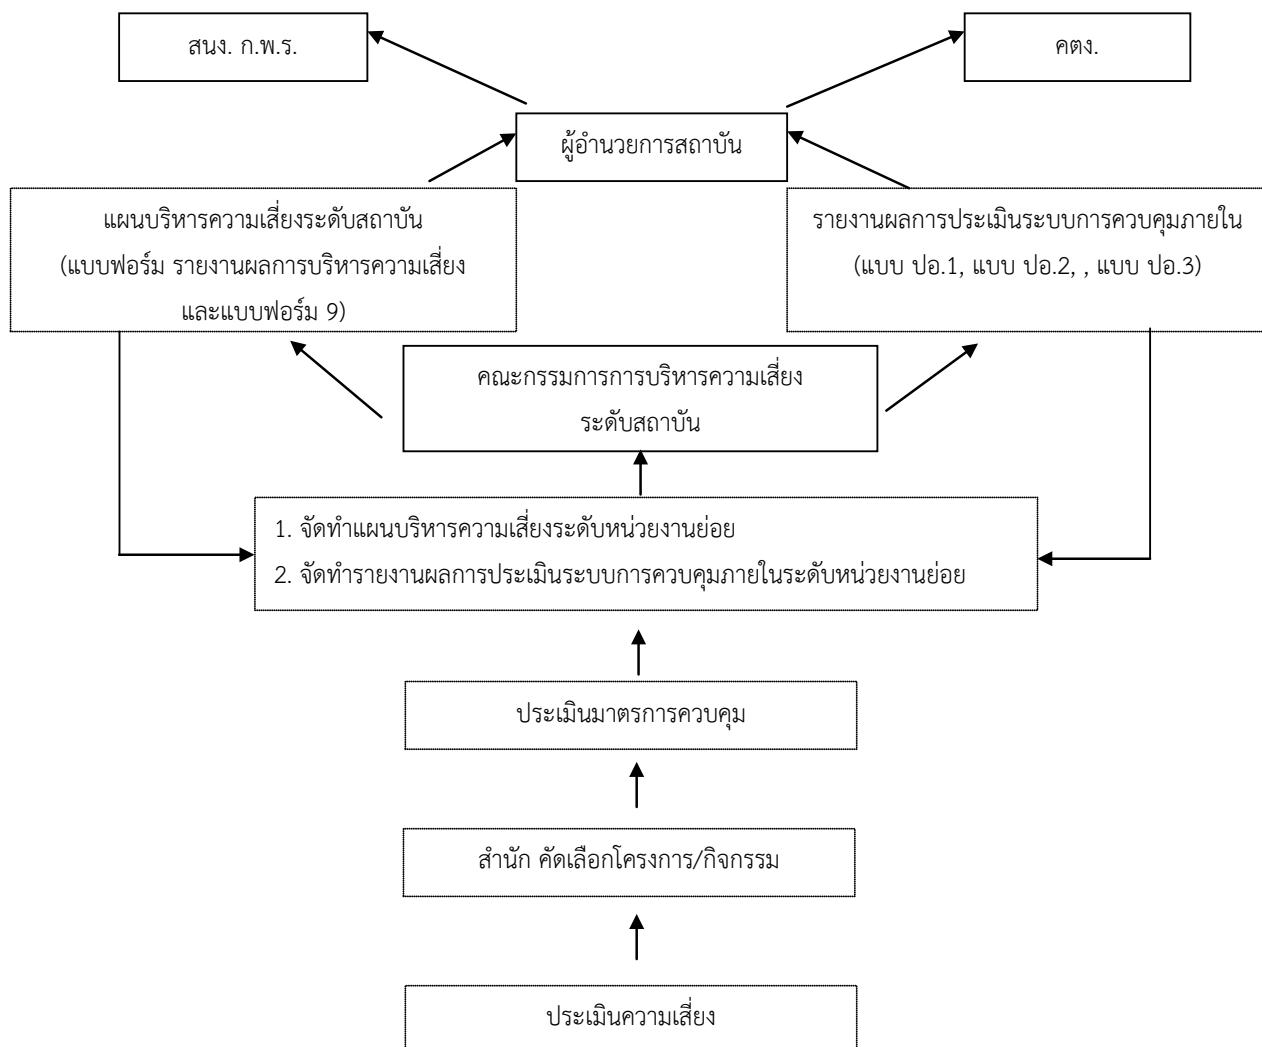 สนง. ก.พ.ร.
คตง.
ผู้อำนวยการสถาบัน
แผนบริหารความเสี่ยงระดับสถาบัน
(แบบฟอร์ม รายงานผลการบริหารความเสี่ยง
และแบบฟอร์ม 9)
รายงานผลการประเมินระบบการควบคุมภายใน
(แบบ ปอ.1, แบบ ปอ.2, , แบบ ปอ.3)
คณะกรรมการการบริหารความเสี่ยง
ระดับสถาบัน
1. จัดทำแผนบริหารความเสี่ยงระดับหน่วยงานย่อย
2. จัดทำรายงานผลการประเมินระบบการควบคุมภายในระดับหน่วยงานย่อย
ประเมินมาตรการควบคุม
สำนัก คัดเลือกโครงการ/กิจกรรม
ประเมินความเสี่ยง